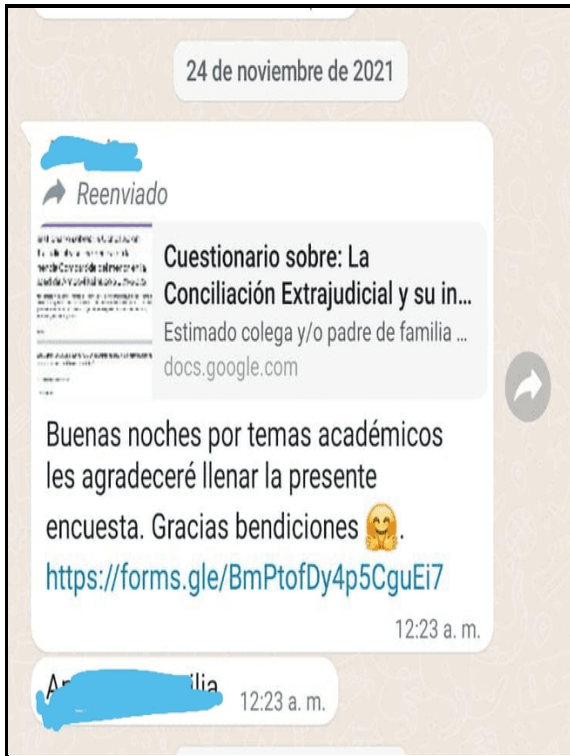 24 de noviembre de 2021
Reenviado
Cuestionario sobre: La
Conciliación Extrajudicial y su in...
Estimado colega y/o padre de familia ...
docs.google.com
Buenas noches por temas académicos
les agradeceré llenar la presente
encuesta. Gracias bendiciones 🤗.
https://forms.gle/BmPtofDy4p5CguEi7
12:23 a. m.
12:23 a. m.